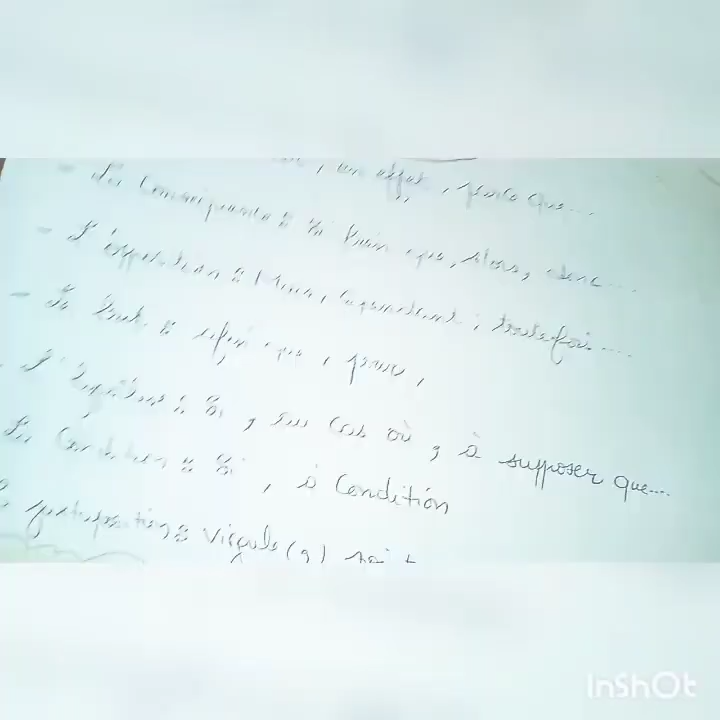 , en effet, parce que...
- La Conséquence : Si bien que, Alors, donc...
- L'opposition : Mais, Cependant, toutefois....
- Le but : afin que, pour,
- L' : Si, au cas où, à supposer que....
La Condition : Si, à Condition
juxtaposition : Virgule (,) soit
InShOt